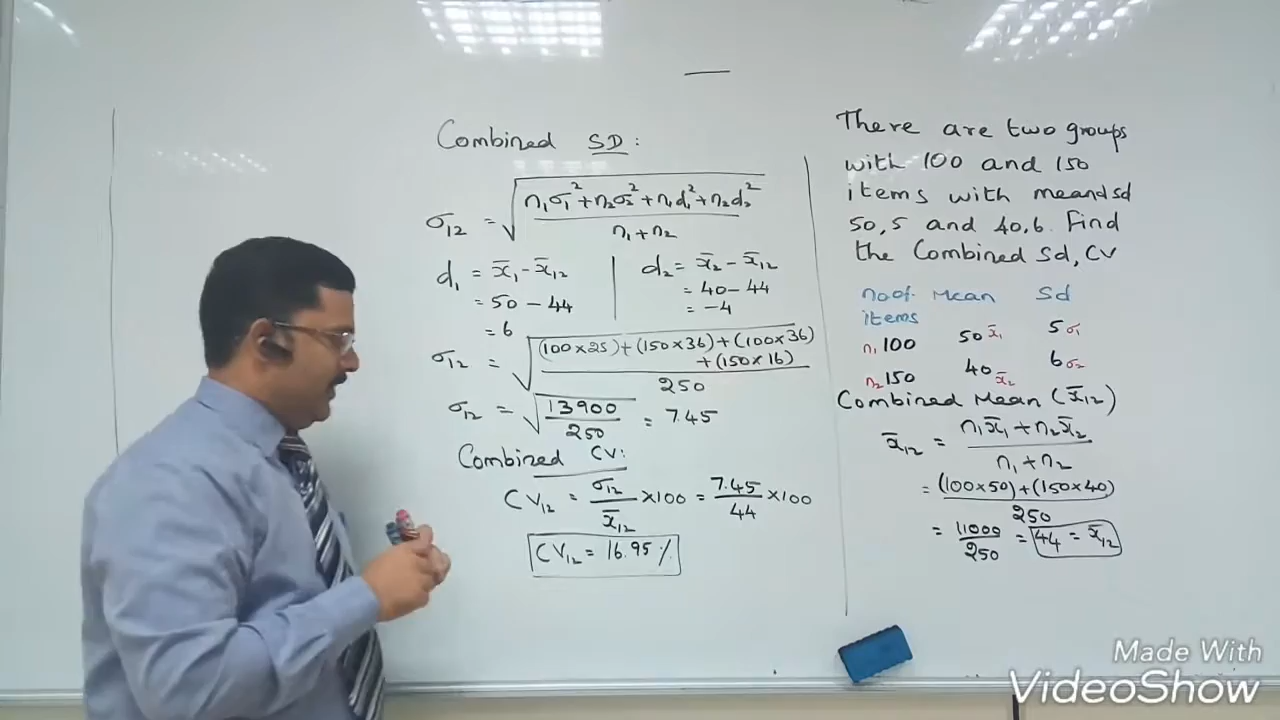 Combined SD:
σ₁₂ = √((n₁σ₁² + n₂σ₂² + n₁d₁² + n₂d₂²) / (n₁+n₂))
d₁ = x̄₁ - x̄₁₂
= 50 - 44
= 6
d₂ = x̄₂ - x̄₁₂
= 40 - 44
= -4
σ₁₂ = √(((100×25) + (150×36) + (100×36) + (150×16)) / 250)
σ₁₂ = √(13900 / 250) = 7.45
Combined CV:
CV₁₂ = σ₁₂ / x̄₁₂ × 100 = 7.45 / 44 × 100
CV₁₂ = 16.95 %
There are two groups
with 100 and 150
items with mean & sd
50,5 and 40,6. Find
the Combined Sd, CV
no of. Mean Sd
items
n₁ 100 50 x̄₁ 5 σ₁
n₂ 150 40 x̄₂ 6 σ₂
Combined Mean (x̄₁₂)
x̄₁₂ = (n₁x̄₁ + n₂x̄₂) / (n₁+n₂)
= ((100×50) + (150×40)) / 250
= 11000 / 250 = 44 = x̄₁₂
Made With
VideoShow